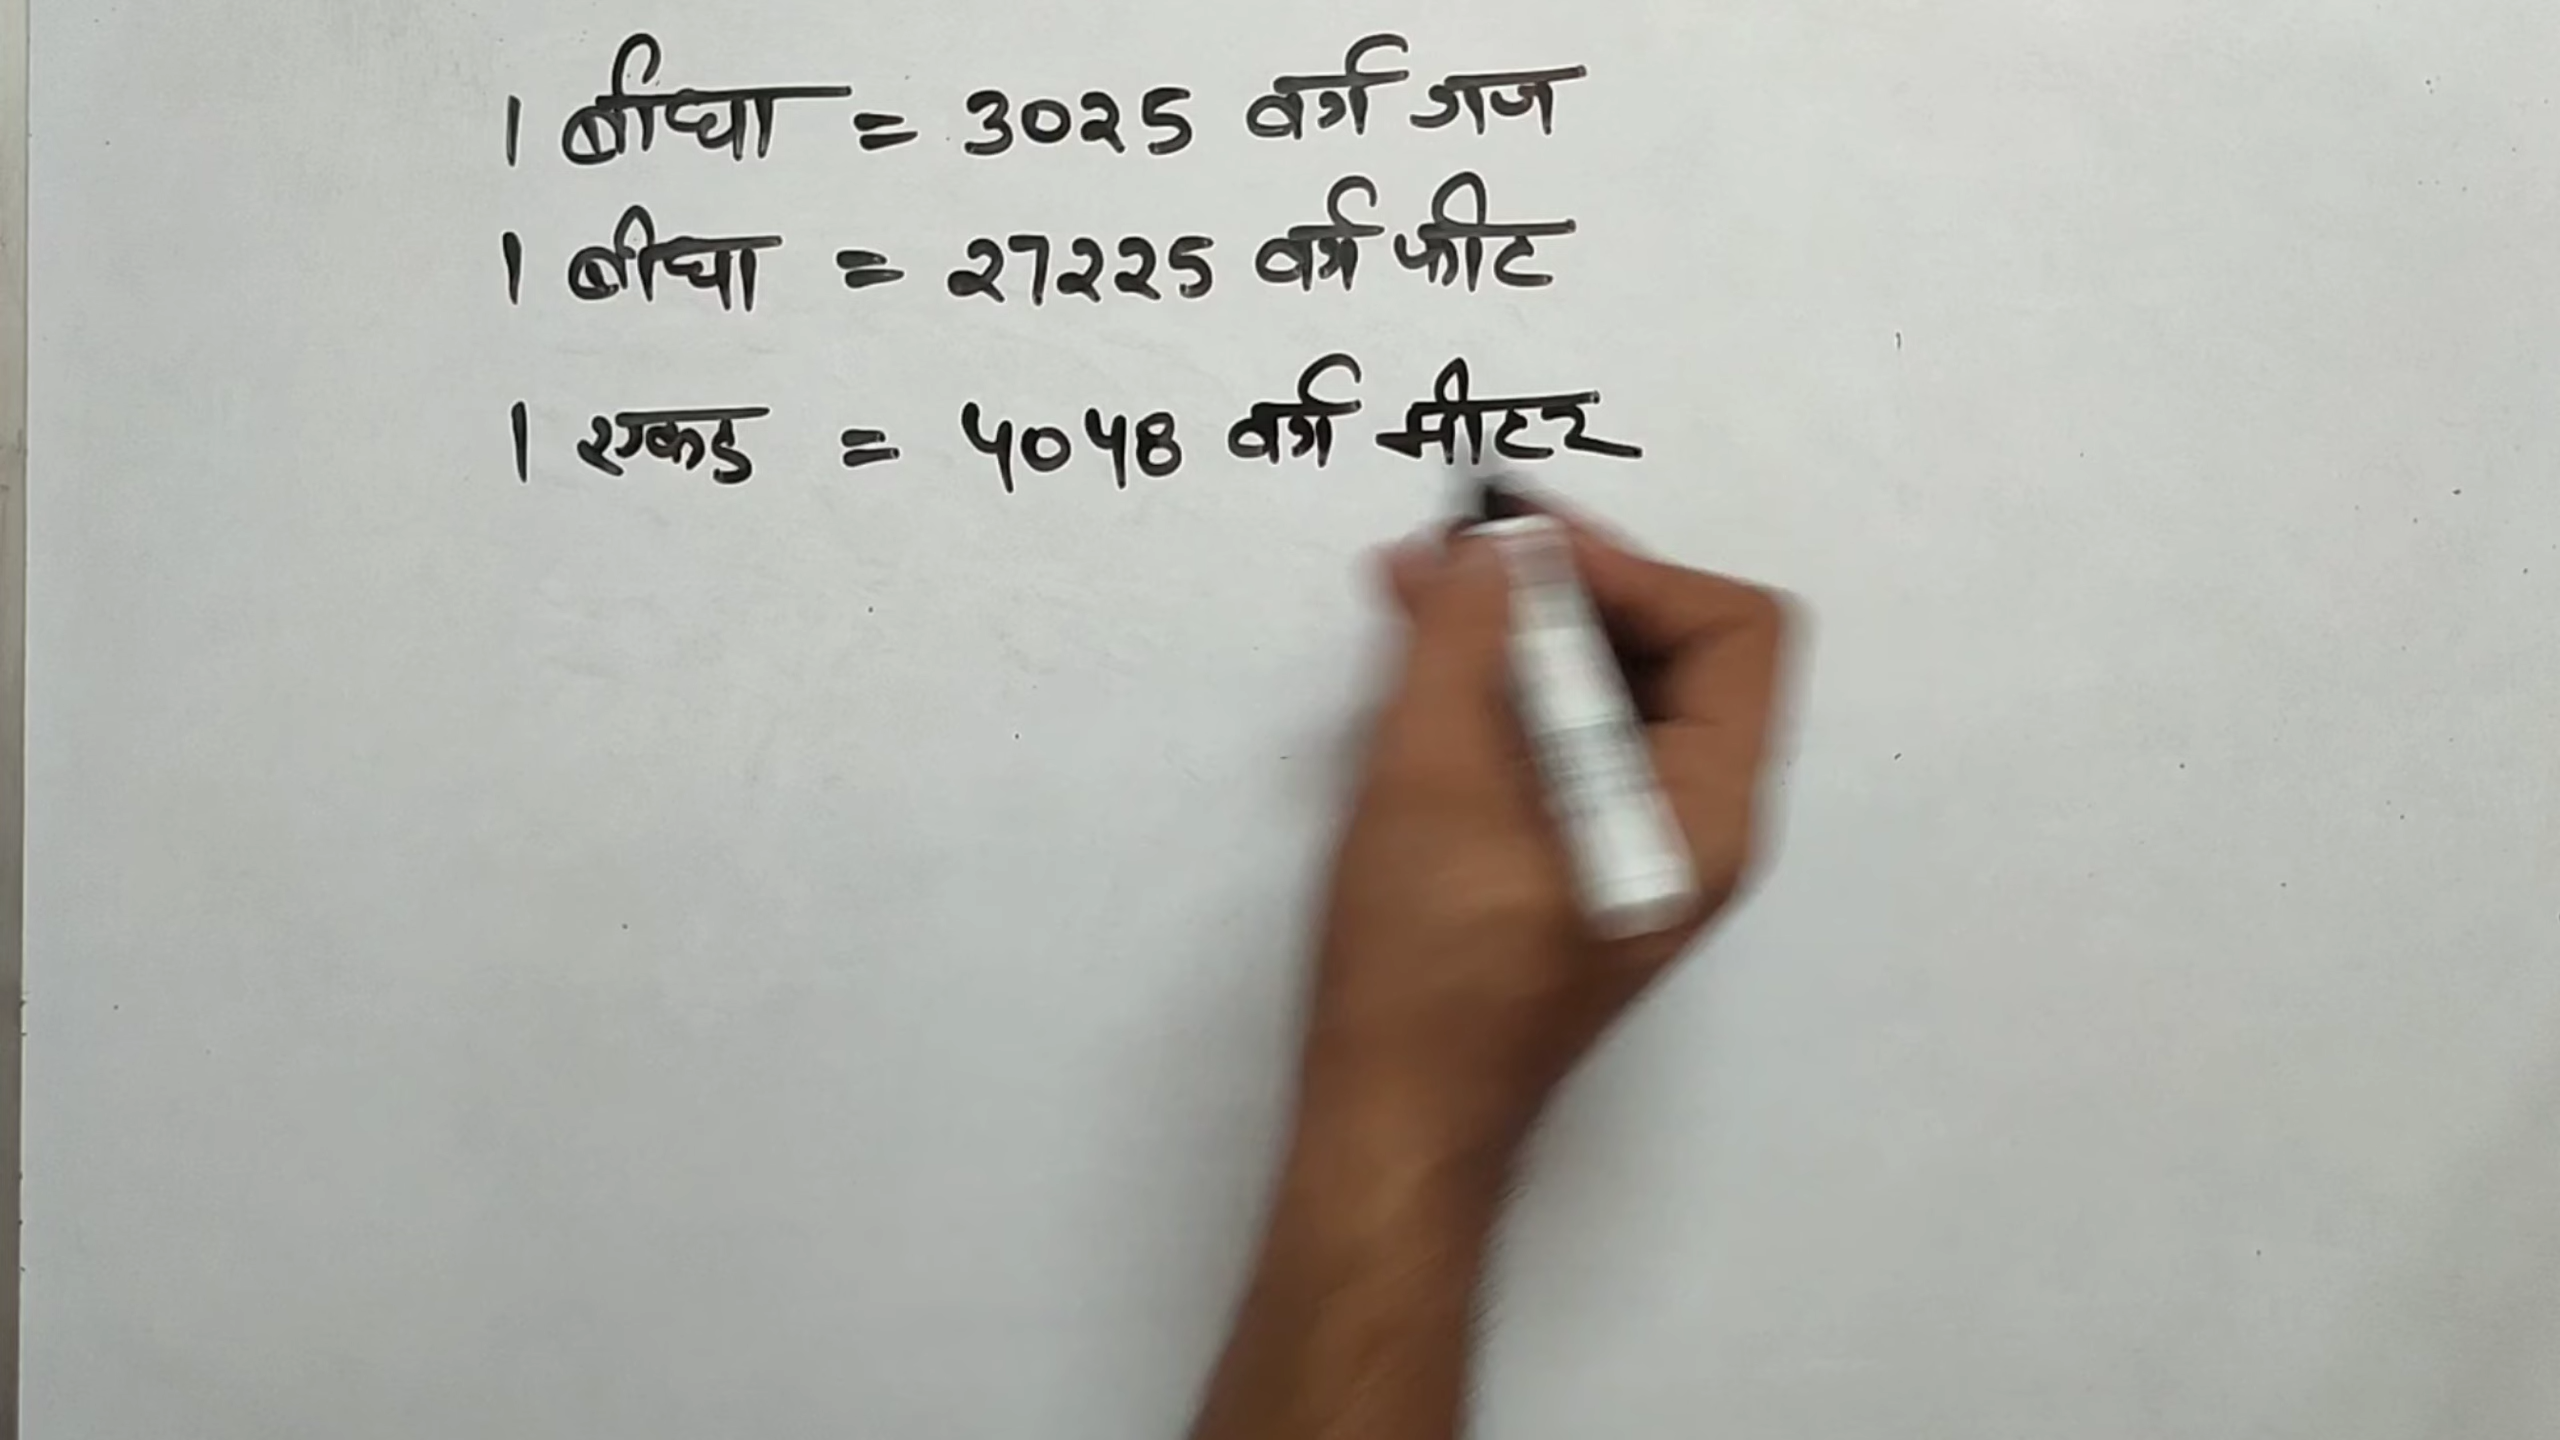 1 बीघा = 3025 वर्ग गज
1 बीघा = 27225 वर्ग फीट
1 एकड = 4048 वर्ग मीटर